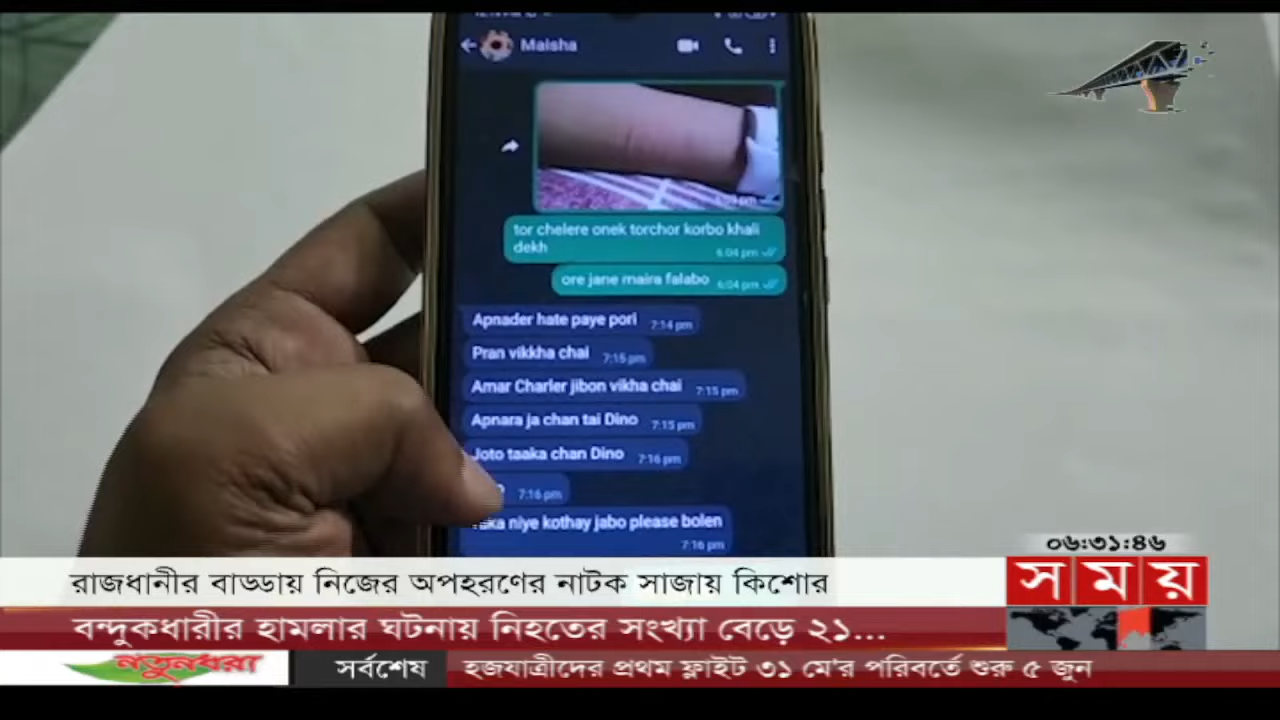 Maisha
tor chelere onek torchor korbo khali
dekh
6:04 pm
ore jane maira falabo 6:04 pm
Apnader hate paye pori 7:14 pm
Pran vikkha chai 7:15 pm
Amar Charler jibon vikha chai 7:15 pm
Apnara ja chan tai Dino 7:15 pm
Joto taaka chan Dino 7:16 pm
7:16 pm
niye kothay jabo please bolen
7:16 pm
০৬:৩১:৪৬
রাজধানীর বাড্ডায় নিজের অপহরণের নাটক সাজায় কিশোর
সময়
বন্দুকধারীর হামলার ঘটনায় নিহতের সংখ্যা বেড়ে ২১...
নতুনধরা
সর্বশেষ
হজযাত্রীদের প্রথম ফ্লাইট ৩১ মে'র পরিবর্তে শুরু ৫ জুন